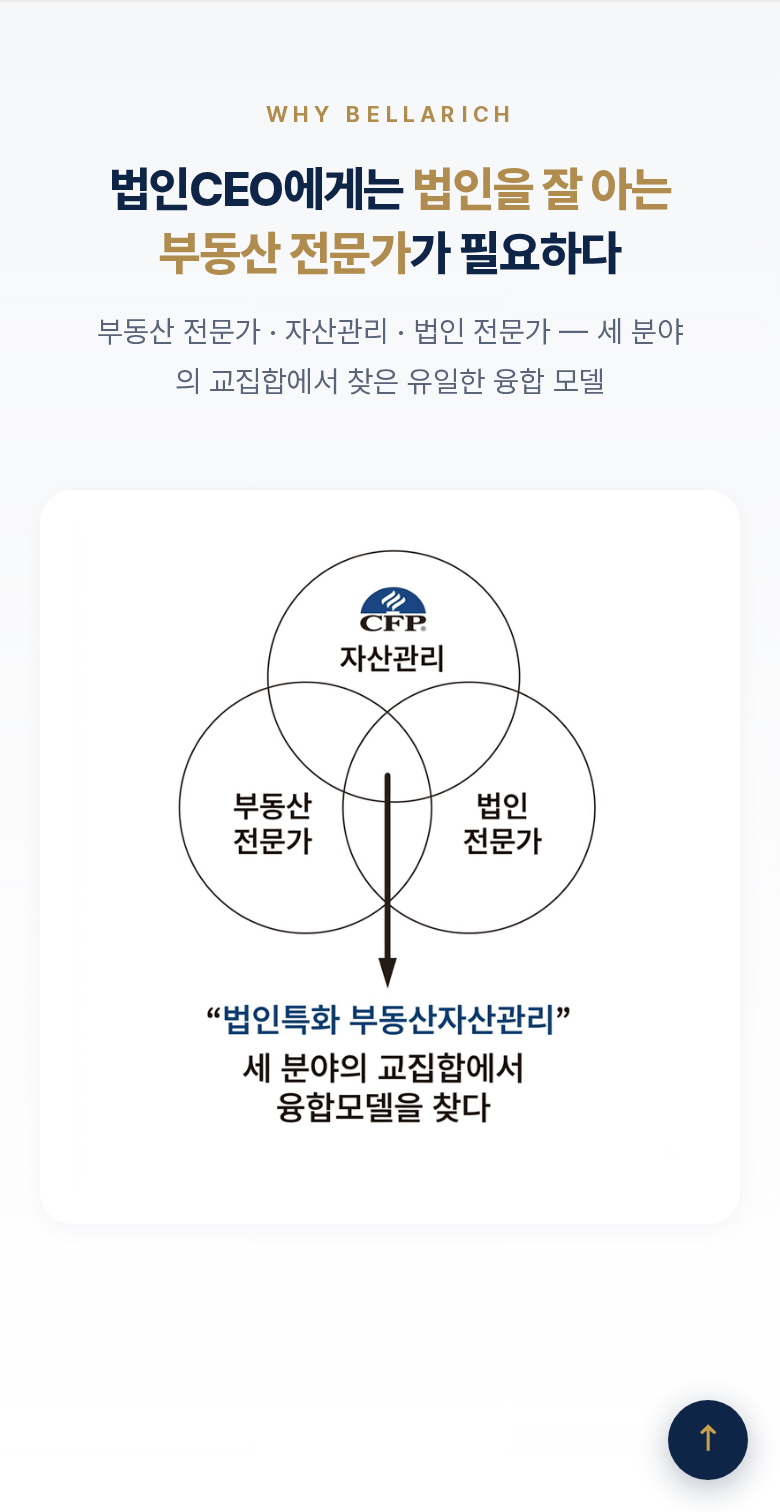 WHY BELLARICH
법인CEO에게는 법인을 잘 아는
부동산 전문가가 필요하다
부동산 전문가 · 자산관리 · 법인 전문가 — 세 분야
의 교집합에서 찾은 유일한 융합 모델
CFP®
자산관리
부동산
전문가
법인
전문가
“법인특화 부동산자산관리”
세 분야의 교집합에서
융합모델을 찾다
↑